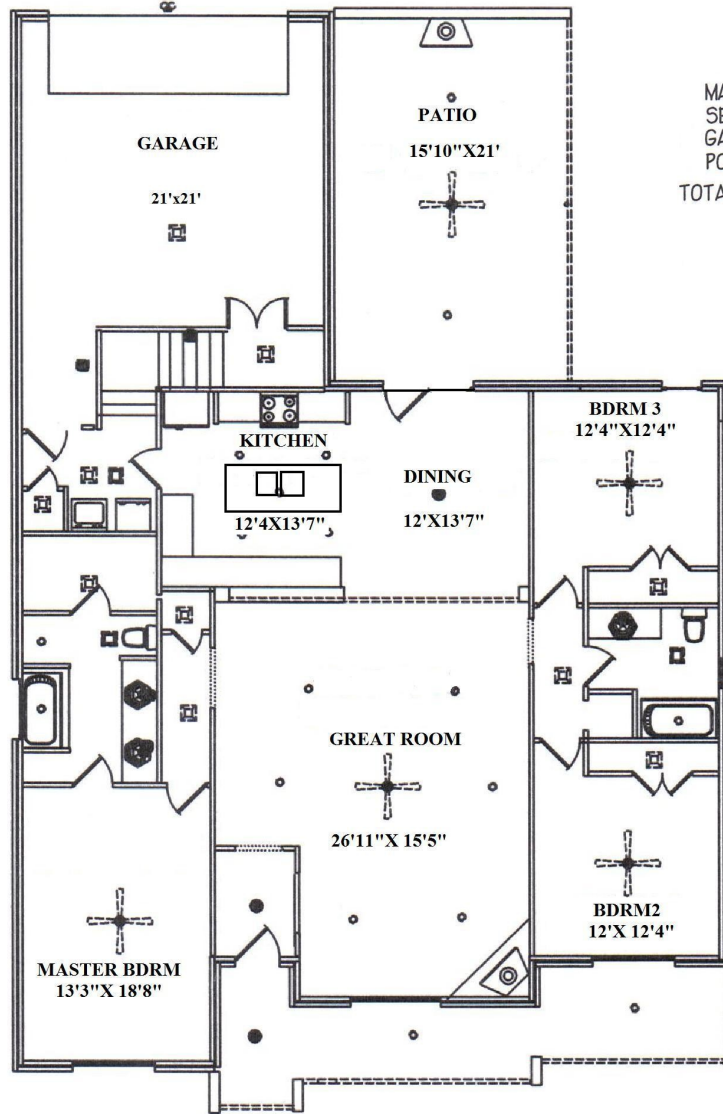 GARAGE
21'x21'
PATIO
15'10"X21'
KITCHEN
12'4X13'7"
DINING
12'X13'7"
BDRM 3
12'4"X12'4"
GREAT ROOM
26'11"X 15'5"
MASTER BDRM
13'3"X 18'8"
BDRM2
12'X 12'4"